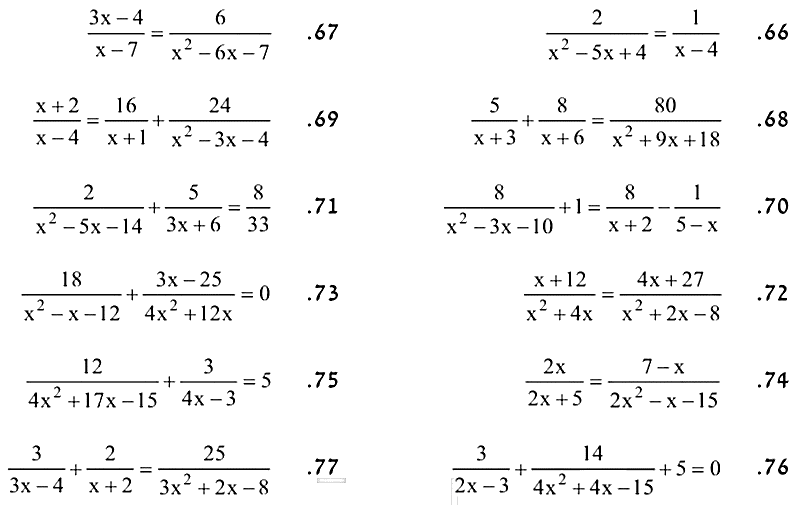 .66 2/(x² − 5x + 4) = 1/(x − 4)
.67 (3x − 4)/(x − 7) = 6/(x² − 6x − 7)
.68 5/(x + 3) + 8/(x + 6) = 80/(x² + 9x + 18)
.69 (x + 2)/(x − 4) = 16/(x + 1) + 24/(x² − 3x − 4)
.70 8/(x² − 3x − 10) + 1 = 8/(x + 2) − 1/(5 − x)
.71 2/(x² − 5x − 14) + 5/(3x + 6) = 8/33
.72 (x + 12)/(x² + 4x) = (4x + 27)/(x² + 2x − 8)
.73 18/(x² − x − 12) + (3x − 25)/(4x² + 12x) = 0
.74 2x/(2x + 5) = (7 − x)/(2x² − x − 15)
.75 12/(4x² + 17x − 15) + 3/(4x − 3) = 5
.76 3/(2x − 3) + 14/(4x² + 4x − 15) + 5 = 0
.77 3/(3x − 4) + 2/(x + 2) = 25/(3x² + 2x − 8)